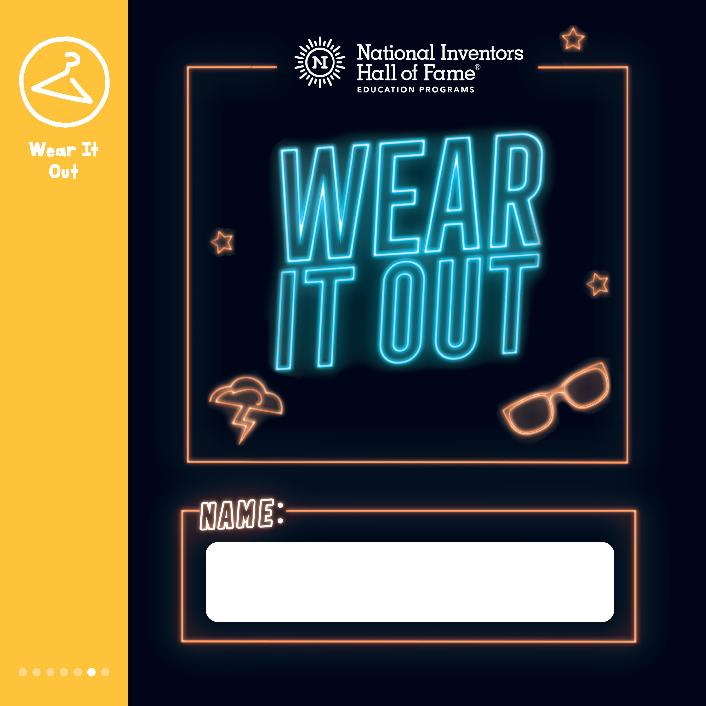 Wear It
Out
N
National Inventors
Hall of Fame®
EDUCATION PROGRAMS
WEAR
IT OUT
NAME: